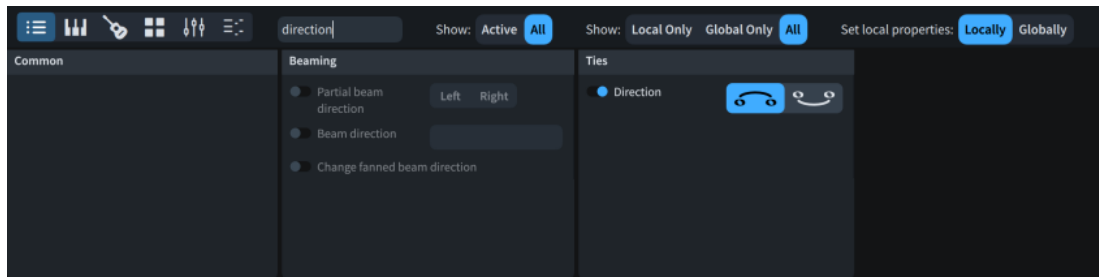 direction
Show: Active All
Show: Local Only Global Only All
Set local properties: Locally Globally
Common
Beaming
Partial beam
direction
Left Right
Beam direction
Change fanned beam direction
Ties
Direction